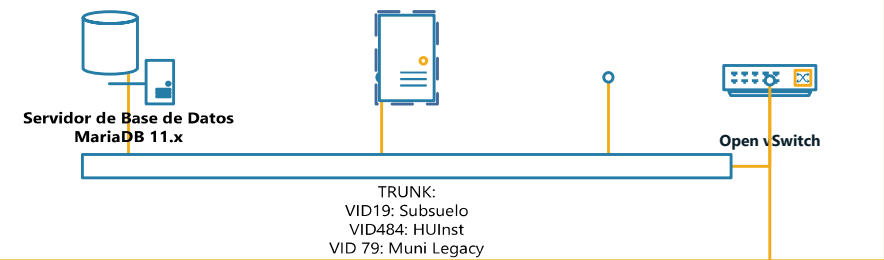 Servidor de Base de Datos
MariaDB 11.x
Open vSwitch
TRUNK:
VID19: Subsuelo
VID484: HUInst
VID 79: Muni Legacy